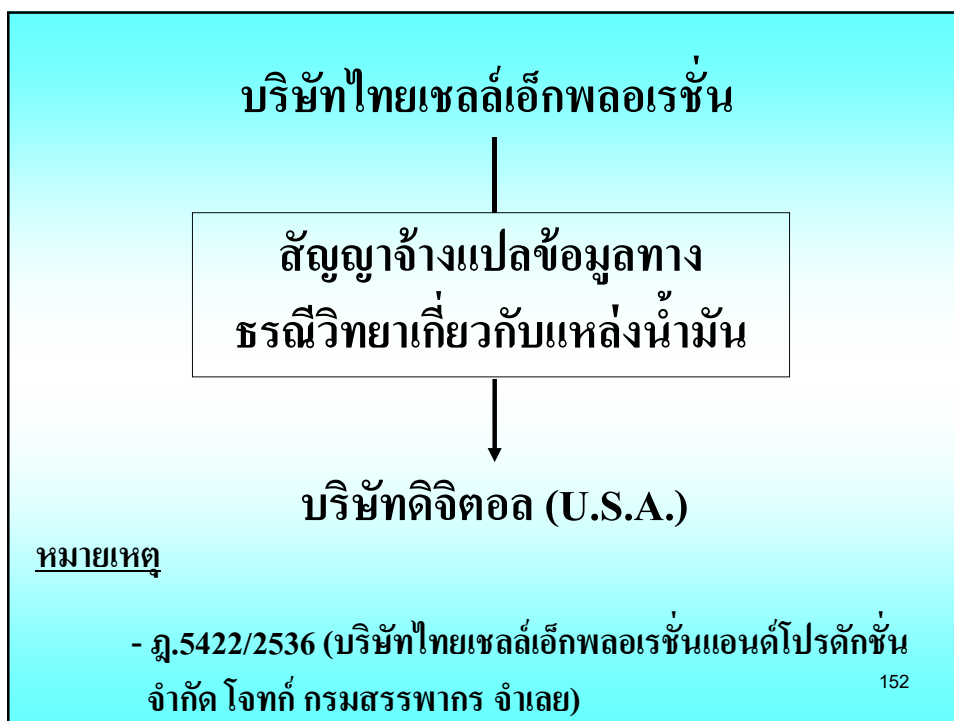 บริษัทไทยเชลล์เอ็กพลอเรชั่น
สัญญาจ้างแปลข้อมูลทาง
ธรณีวิทยาเกี่ยวกับแหล่งน้ำมัน
บริษัทดิจิตอล (U.S.A.)
หมายเหตุ
- ฎ.5422/2536 (บริษัทไทยเชลล์เอ็กพลอเรชั่นแอนด์โปรดักชั่น
จำกัด โจทก์ กรมสรรพากร จำเลย)
152